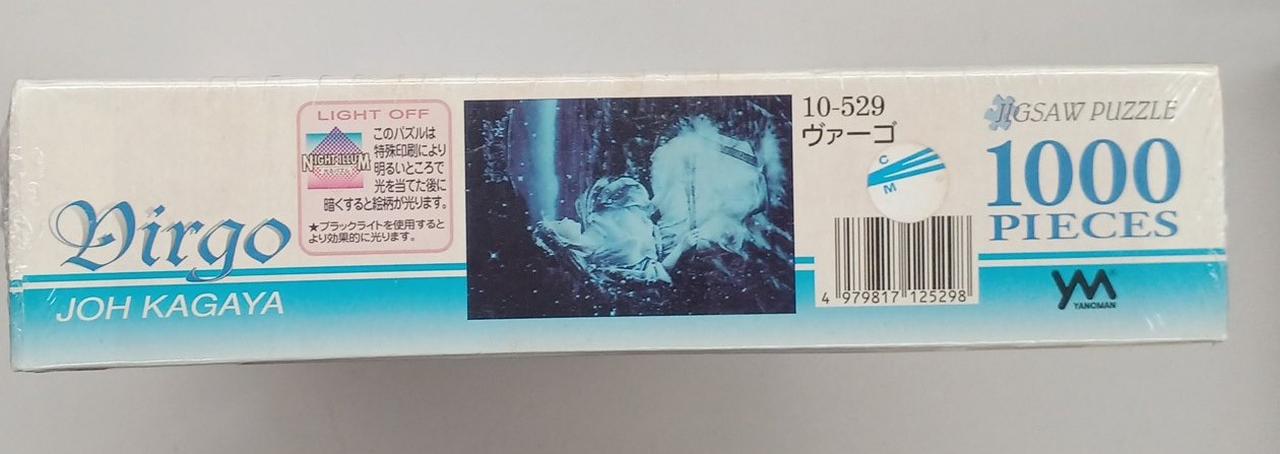 Virgo
JOH KAGAYA
LIGHT OFF
NIGHTILLUM
このパズルは
特殊印刷により
明るいところで
光を当てた後に
暗くすると絵柄が光ります。
★ブラックライトを使用すると
より効果的に光ります。
10-529
ヴァーゴ
C
M
4 979817 125298
JIGSAW PUZZLE
1000
PIECES
YM
YANOMAN